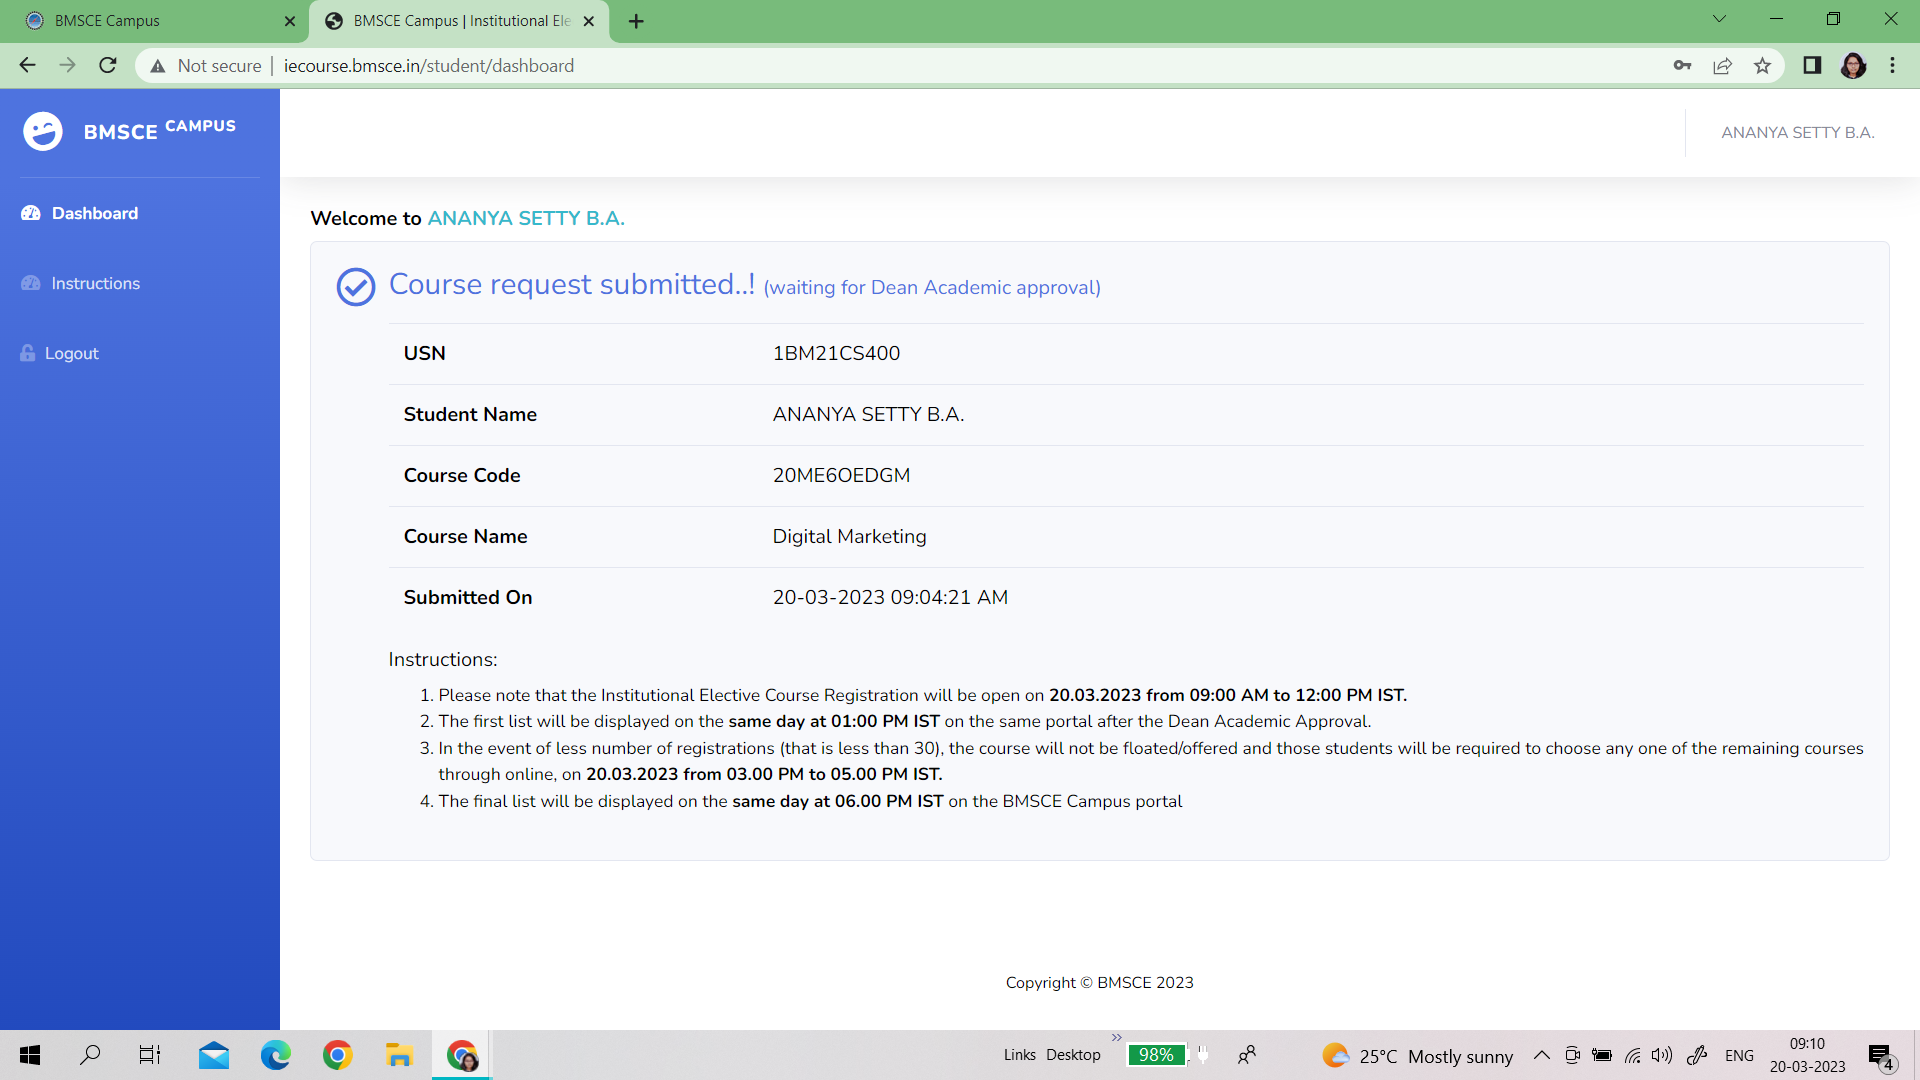 BMSCE Campus
BMSCE Campus | Institutional Ele
Not secure | iecourse.bmsce.in/student/dashboard
BMSCE CAMPUS
ANANYA SETTY B.A.
Dashboard
Instructions
Logout
Welcome to ANANYA SETTY B.A.
Course request submitted..! (waiting for Dean Academic approval)
USN 1BM21CS400
Student Name ANANYA SETTY B.A.
Course Code 20ME6OEDGM
Course Name Digital Marketing
Submitted On 20-03-2023 09:04:21 AM
Instructions:
1. Please note that the Institutional Elective Course Registration will be open on 20.03.2023 from 09:00 AM to 12:00 PM IST.
2. The first list will be displayed on the same day at 01:00 PM IST on the same portal after the Dean Academic Approval.
3. In the event of less number of registrations (that is less than 30), the course will not be floated/offered and those students will be required to choose any one of the remaining courses
through online, on 20.03.2023 from 03.00 PM to 05.00 PM IST.
4. The final list will be displayed on the same day at 06.00 PM IST on the BMSCE Campus portal
Copyright © BMSCE 2023
Links Desktop 98% 25°C Mostly sunny ENG 09:10
20-03-2023 4